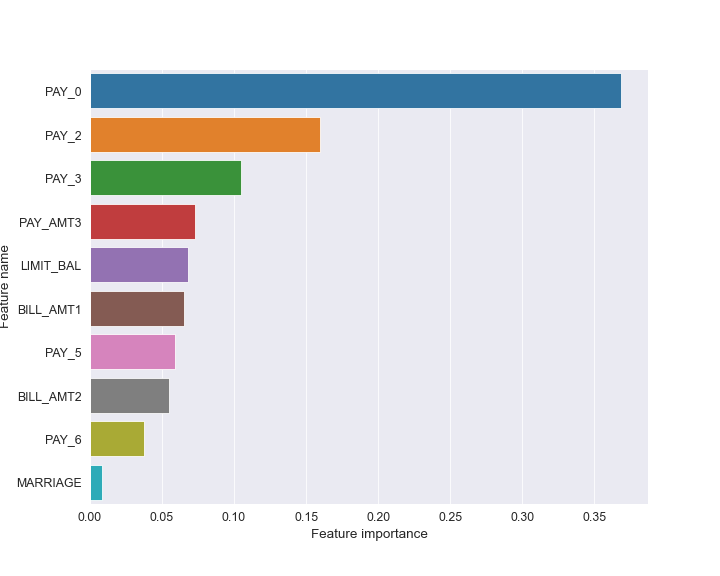 PAY_0
PAY_2
PAY_3
PAY_AMT3
LIMIT_BAL
BILL_AMT1
PAY_5
BILL_AMT2
PAY_6
MARRIAGE
Feature name
0.00 0.05 0.10 0.15 0.20 0.25 0.30 0.35
Feature importance